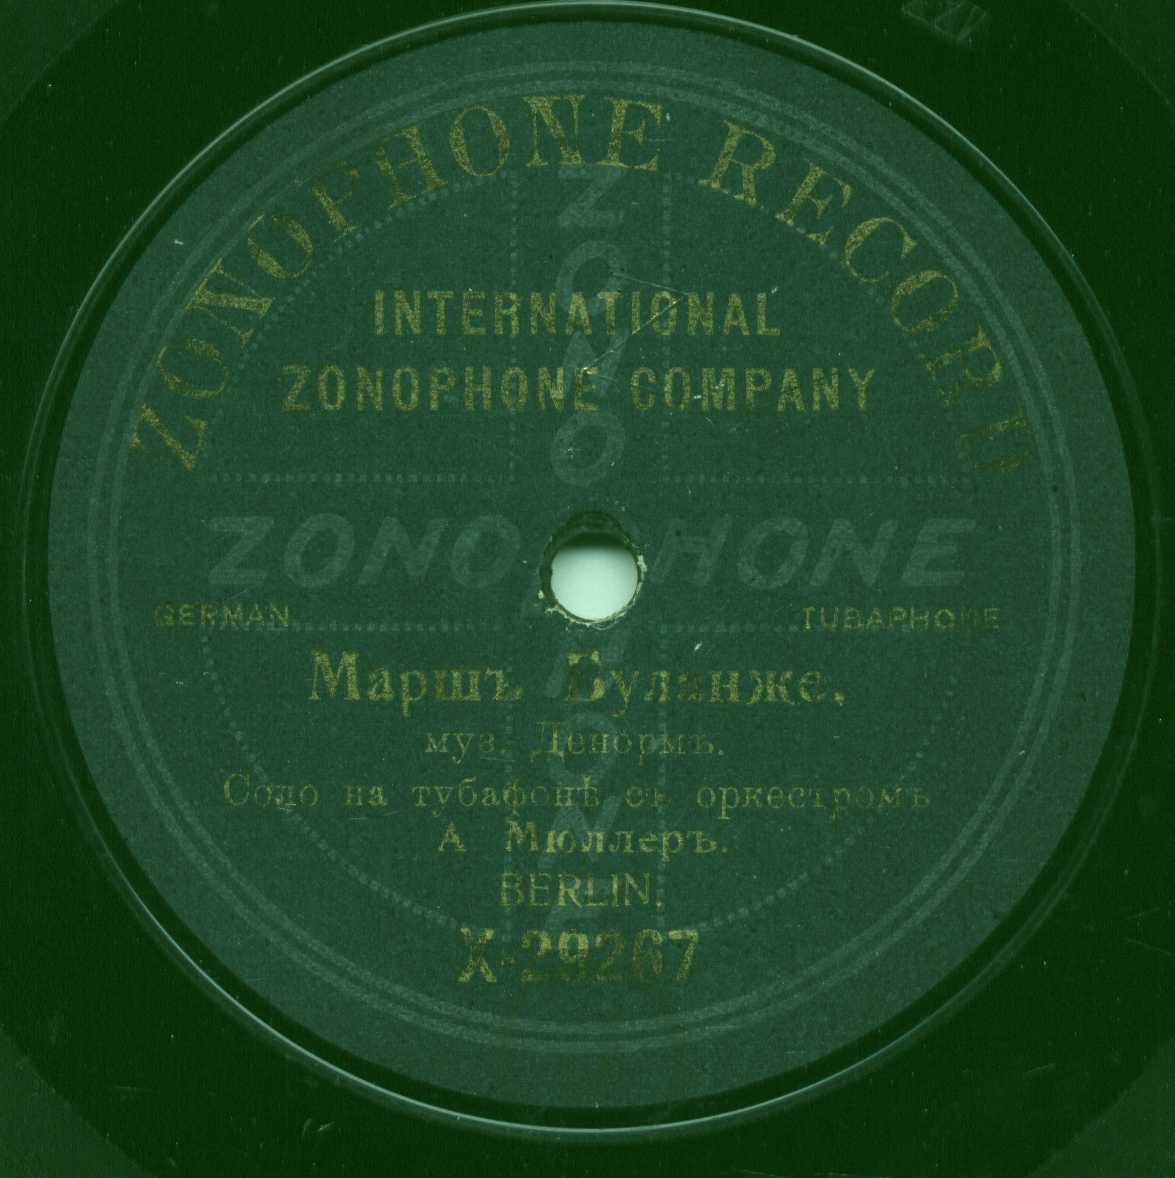 ZONOPHONE RECORD
INTERNATIONAL
ZONOPHONE COMPANY
ZONOPHONE
ZONOPHONE
GERMAN TUBAPHONE
Маршъ Буланже,
муз. Денормъ.
Соло на тубафонѣ съ оркестромъ
А Мюллеръ.
BERLIN.
X-29267